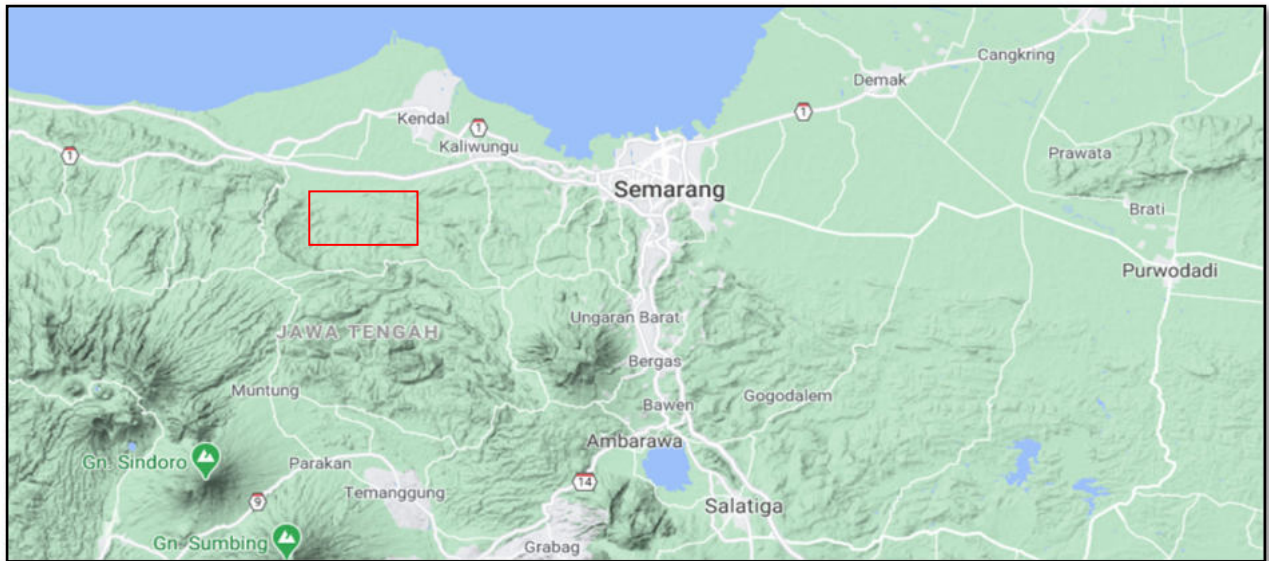 Cangkring
Demak
1
Kendal
1
Kaliwungu
1
Prawata
Semarang
Brati
Purwodadi
JAWA TENGAH
Ungaran Barat
Bergas
Muntung
Gogodalem
Bawen
Ambarawa
Gn. Sindoro
Parakan
14
Temanggung
9
Salatiga
Gn. Sumbing
Grabag